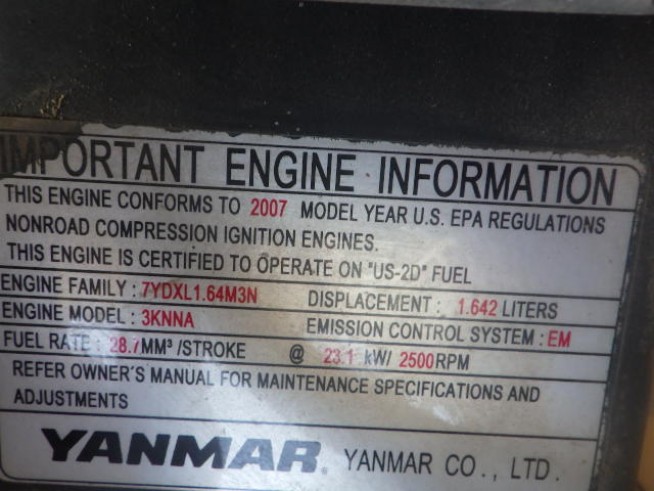 IMPORTANT ENGINE INFORMATION
THIS ENGINE CONFORMS TO 2007 MODEL YEAR U.S. EPA REGULATIONS
NONROAD COMPRESSION IGNITION ENGINES.
THIS ENGINE IS CERTIFIED TO OPERATE ON "US-2D" FUEL
ENGINE FAMILY : 7YDXL1.64M3N DISPLACEMENT : 1.642 LITERS
ENGINE MODEL : 3KNNA EMISSION CONTROL SYSTEM : EM
FUEL RATE : 28.7MM³/STROKE @ 23.1 kW/ 2500RPM
REFER OWNER'S MANUAL FOR MAINTENANCE SPECIFICATIONS AND
ADJUSTMENTS
YANMAR. YANMAR CO., LTD.